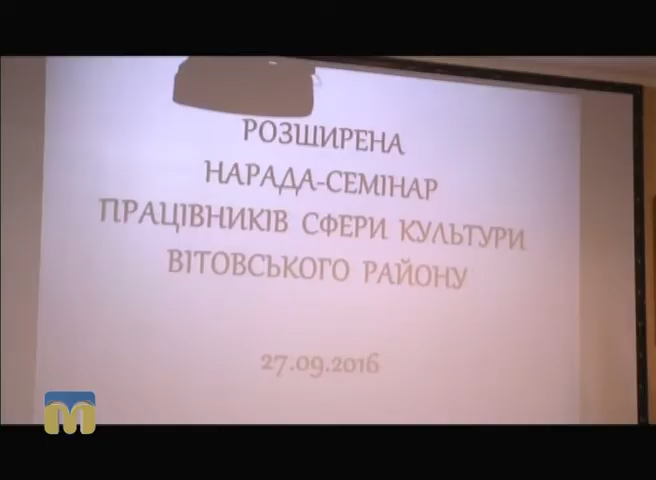 РОЗШИРЕНА
НАРАДА-СЕМІНАР
ПРАЦІВНИКІВ СФЕРИ КУЛЬТУРИ
ВІТОВСЬКОГО РАЙОНУ
27.09.2016